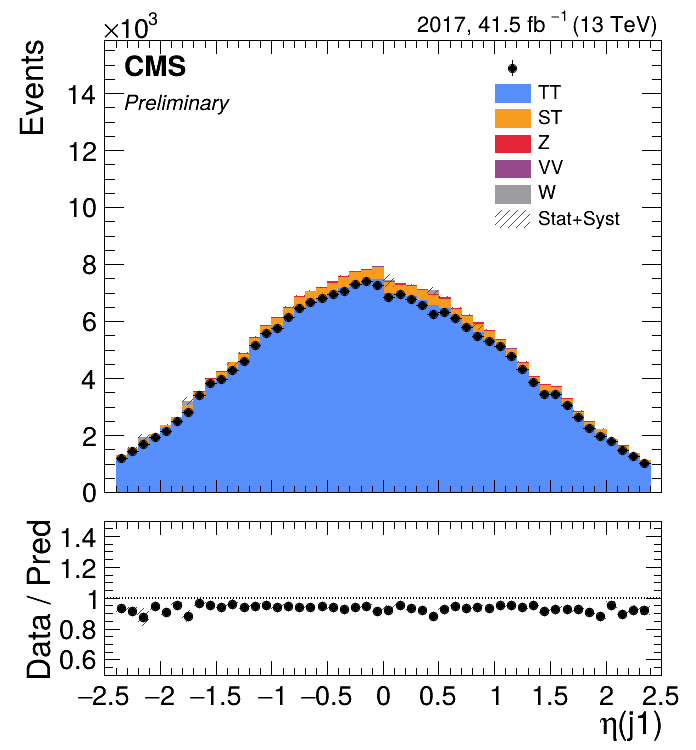 ×10³
2017, 41.5 fb⁻¹ (13 TeV)
Events
CMS
Preliminary
TT
ST
Z
VV
W
Stat+Syst
14
12
10
8
6
4
2
0
Data / Pred
1.4
1.2
1
0.8
0.6
−2.5 −2 −1.5 −1 −0.5 0 0.5 1 1.5 2 2.5
η(j1)